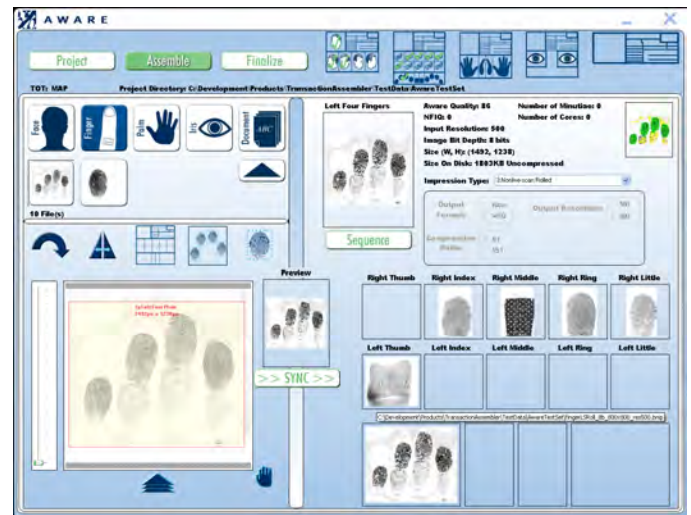 AWARE
Project
Assemble
Finalize
TOT: MAP
Project Directory: C:\Development\Products\TransactionAssembler\TestData\AwareTestSet
Face
Finger
Palm
Iris
Document
ABC
10 File(s)
Left Four Fingers
Aware Quality: 86
NFIQ: 0
Input Resolution: 500
Image Bit Depth: 8 bits
Size (W, H): (1492, 1238)
Size On Disk: 1803KB Uncompressed
Number of Minutiae: 0
Number of Cores: 0
Impression Type:
Output Format:
Output Resolution:
Sequence
Preview
>> SYNC >>
Right Thumb
Right Index
Right Middle
Right Ring
Right Little
Left Thumb
Left Index
Left Middle
Left Ring
Left Little